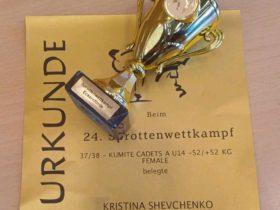 URKUNDE
Beim
24. Sprottenwettkampf
37/38 - KUMITE CADETS A U14 -52/+52 KG
FEMALE
belegte
KRISTINA SHEVCHENKO